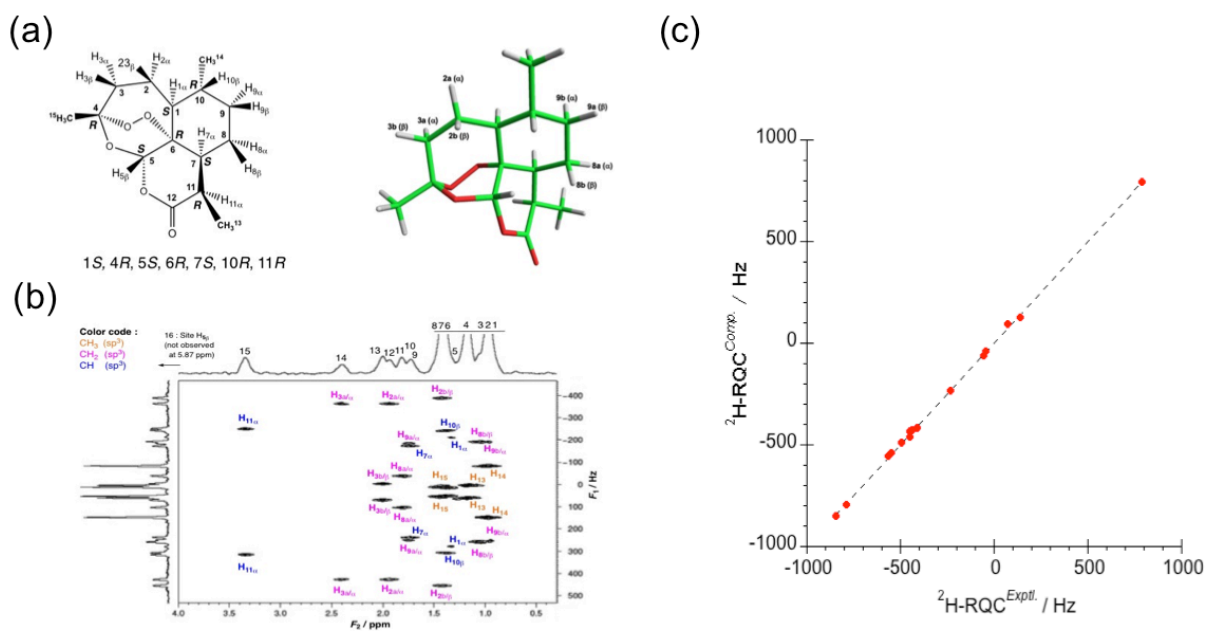 (a)
H3α
23β
H2α
H3β
3
2
H1α
CH₃¹⁴
R
H10β
10
H9α
9
H9β
S
1
¹⁵H₃C
4
R
O
O
R
6
8
H8α
H8β
H7α
7
S
O
S
5
H5β
O
12
11
R
H11α
CH₃¹³
O
1S, 4R, 5S, 6R, 7S, 10R, 11R
2a (α)
3b (β)
3a (α)
2b (β)
9b (α)
9a (β)
8a (α)
8b (β)
(b)
Color code :
CH₃ (sp³)
CH₂ (sp³)
CH (sp³)
16 : Site H5β
(not observed
at 5.87 ppm)
15
14
13
12
11
10
9
8 7 6
5
4
3 2 1
H3a/α
H2a/α
H2b/β
H11α
H10β
H9a/α
H1α
H8b/β
H7α
H9b/α
H8a/α
H3b/β
H15
H13
H14
H3b/β
H8a/α
H15
H13
H14
H7α
H9a/α
H1α
H9b/α
H10β
H8b/β
H11α
H3a/α
H2a/α
H2b/β
-400
-300
-200
-100
0
100
200
300
400
500
F₁ / Hz
4.0
3.5
3.0
2.5
2.0
1.5
1.0
0.5
F₂ / ppm
(c)
1000
500
0
-500
-1000
²H-RQC^Comp. / Hz
-1000
-500
0
500
1000
²H-RQC^Exptl. / Hz